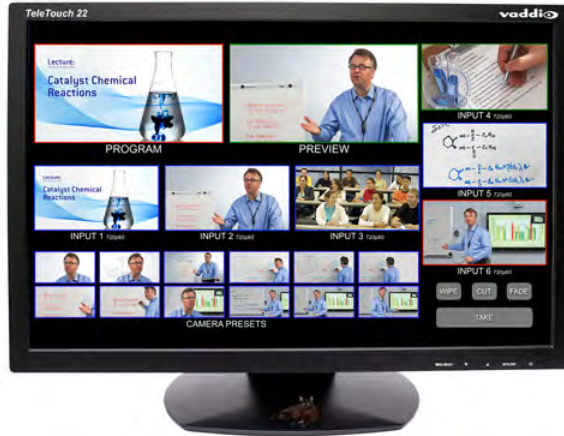 TeleTouch 22
vaddio
Lecture:
Catalyst Chemical
Reactions
PROGRAM
PREVIEW
INPUT 4 720p60
Lecture:
Catalyst Chemical
Reactions
INPUT 1 720p60
INPUT 2 720p60
INPUT 3 720p60
INPUT 5 720p60
INPUT 6 720p60
CAMERA PRESETS
WIPE
CUT
FADE
TAKE